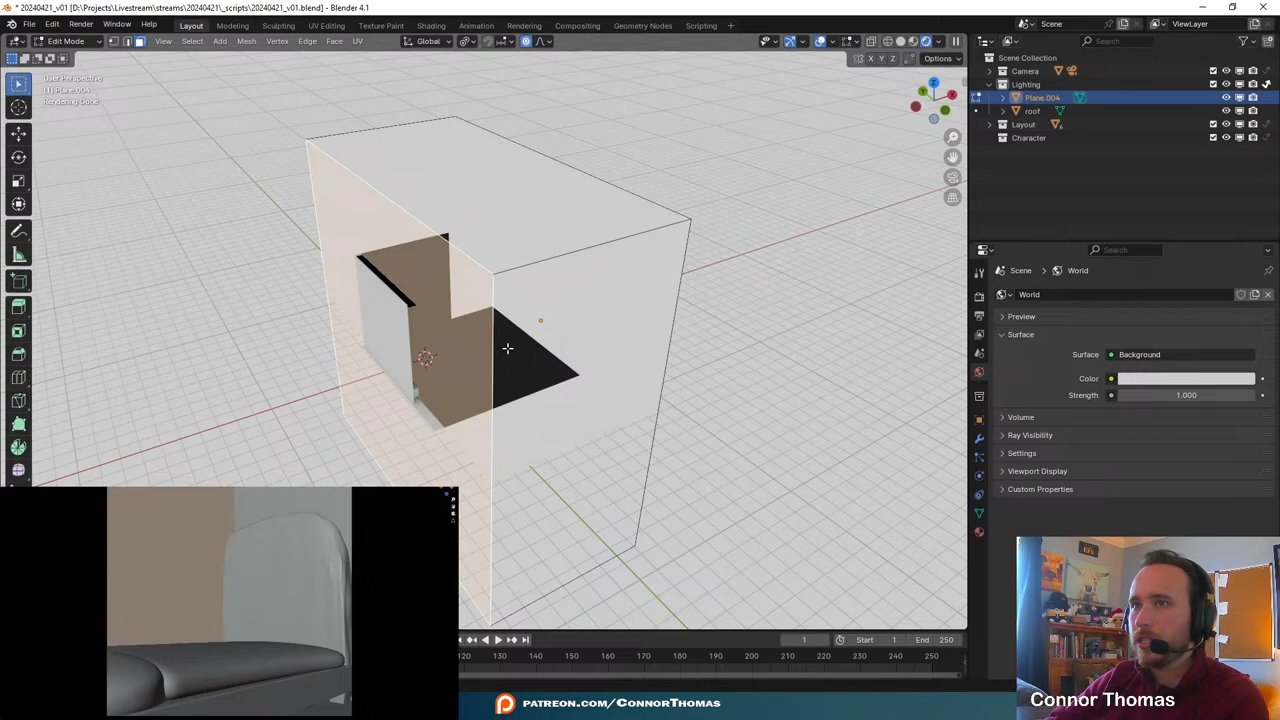 * 20240421_v01 [D:\Projects\Livestream\streams\20240421\_scripts\20240421_v01.blend] - Blender 4.1
File Edit Render Window Help Layout Modeling Sculpting UV Editing Texture Paint Shading Animation Rendering Compositing Geometry Nodes Scripting +
Scene
ViewLayer
Edit Mode View Select Add Mesh Vertex Edge Face UV
Global
Search
X Y Z
Options
User Perspective
(1) Plane.004
Rendering Done
Z
Y
X
Scene Collection
Camera
Lighting
Plane.004
roof
Layout
Character
Search
Scene > World
World
Preview
Surface
Surface Background
Color
Strength 1.000
Volume
Ray Visibility
Settings
Viewport Display
Custom Properties
1 Start 1 End 250
120 130 140 150 160 170 180 190 200 210 220 230 240 250
PATREON.COM/CONNORTHOMAS
Connor Thomas